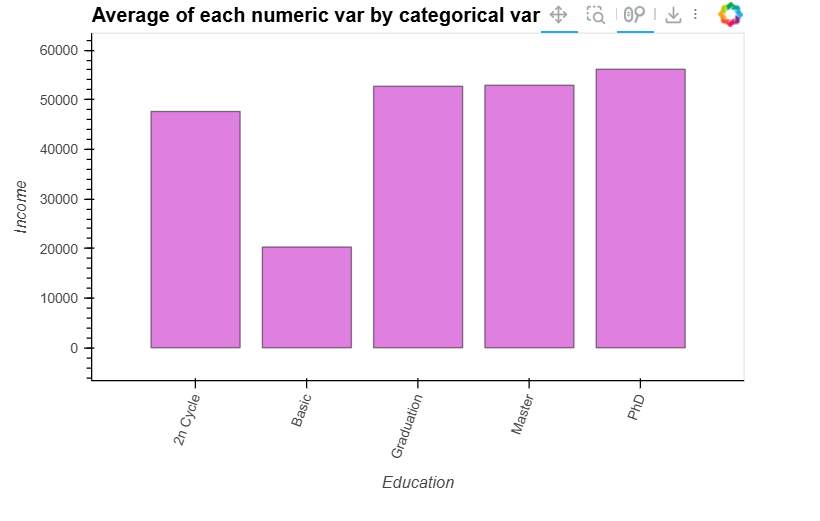 Average of each numeric var by categorical var
60000
50000
40000
30000
20000
10000
0
Income
2n Cycle
Basic
Graduation
Master
PhD
Education